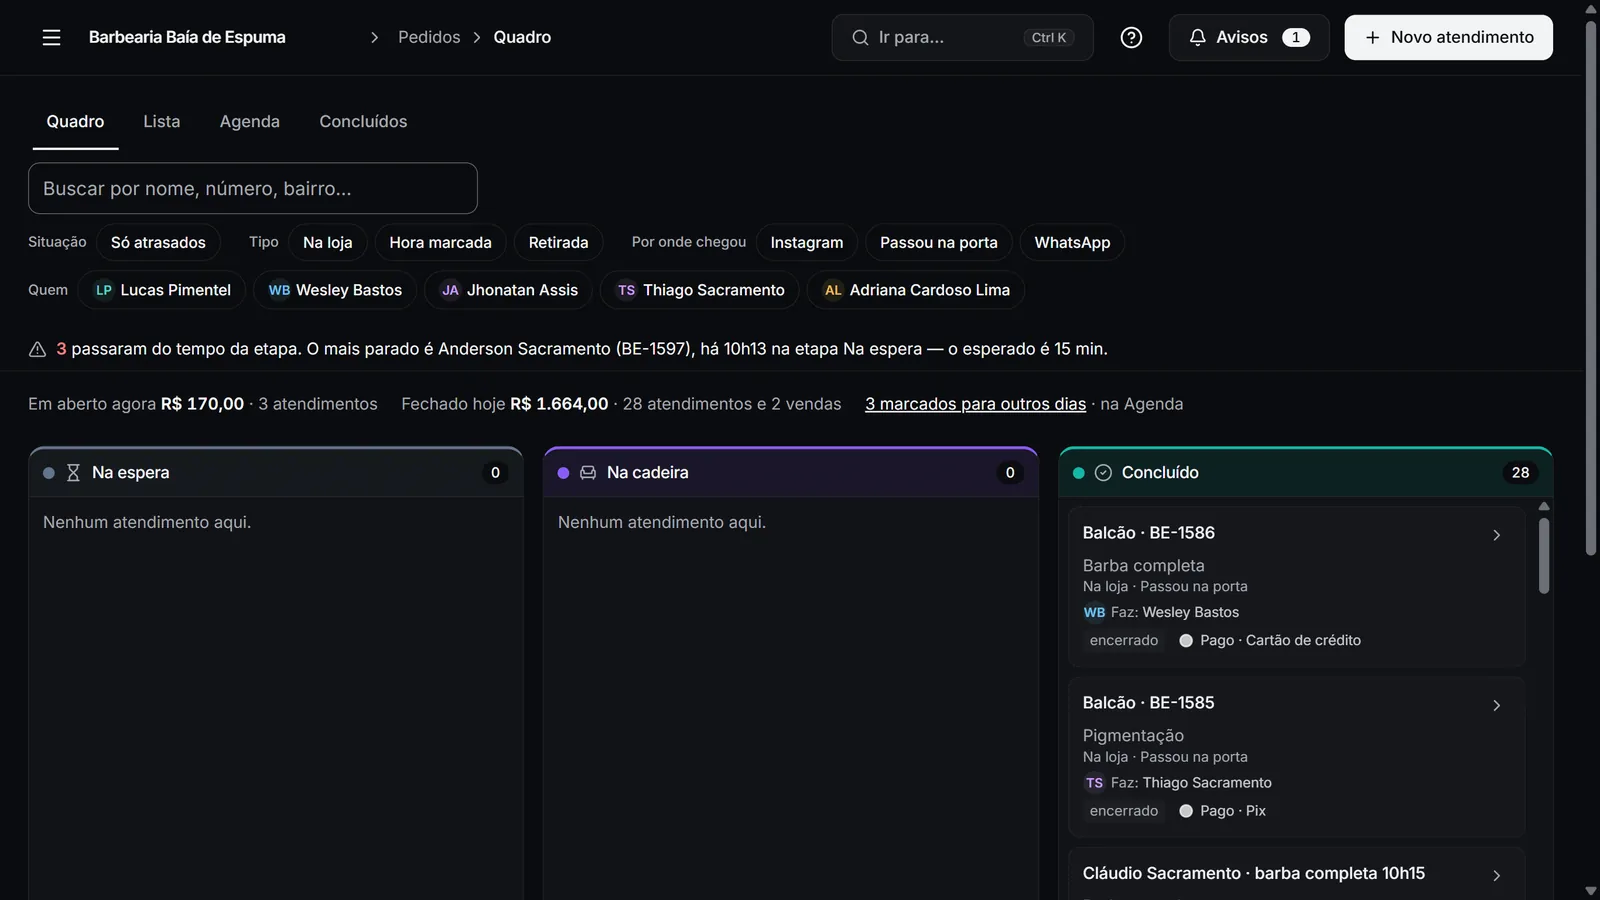 Barbearia Baía de Espuma
Pedidos
Quadro
Ir para...
Ctrl K
Avisos 1
Novo atendimento
Quadro
Lista
Agenda
Concluídos
Buscar por nome, número, bairro...
Situação
Só atrasados
Tipo
Na loja
Hora marcada
Retirada
Por onde chegou
Instagram
Passou na porta
WhatsApp
Quem
LP Lucas Pimentel
WB Wesley Bastos
JA Jhonatan Assis
TS Thiago Sacramento
AL Adriana Cardoso Lima
3 passaram do tempo da etapa. O mais parado é Anderson Sacramento (BE-1597), há 10h13 na etapa Na espera — o esperado é 15 min.
Em aberto agora R$ 170,00 · 3 atendimentos
Fechado hoje R$ 1.664,00 · 28 atendimentos e 2 vendas
3 marcados para outros dias · na Agenda
Na espera 0
Nenhum atendimento aqui.
Na cadeira 0
Nenhum atendimento aqui.
Concluído 28
Balcão · BE-1586
Barba completa
Na loja · Passou na porta
WB Faz: Wesley Bastos
encerrado Pago · Cartão de crédito
Balcão · BE-1585
Pigmentação
Na loja · Passou na porta
TS Faz: Thiago Sacramento
encerrado Pago · Pix
Cláudio Sacramento · barba completa 10h15